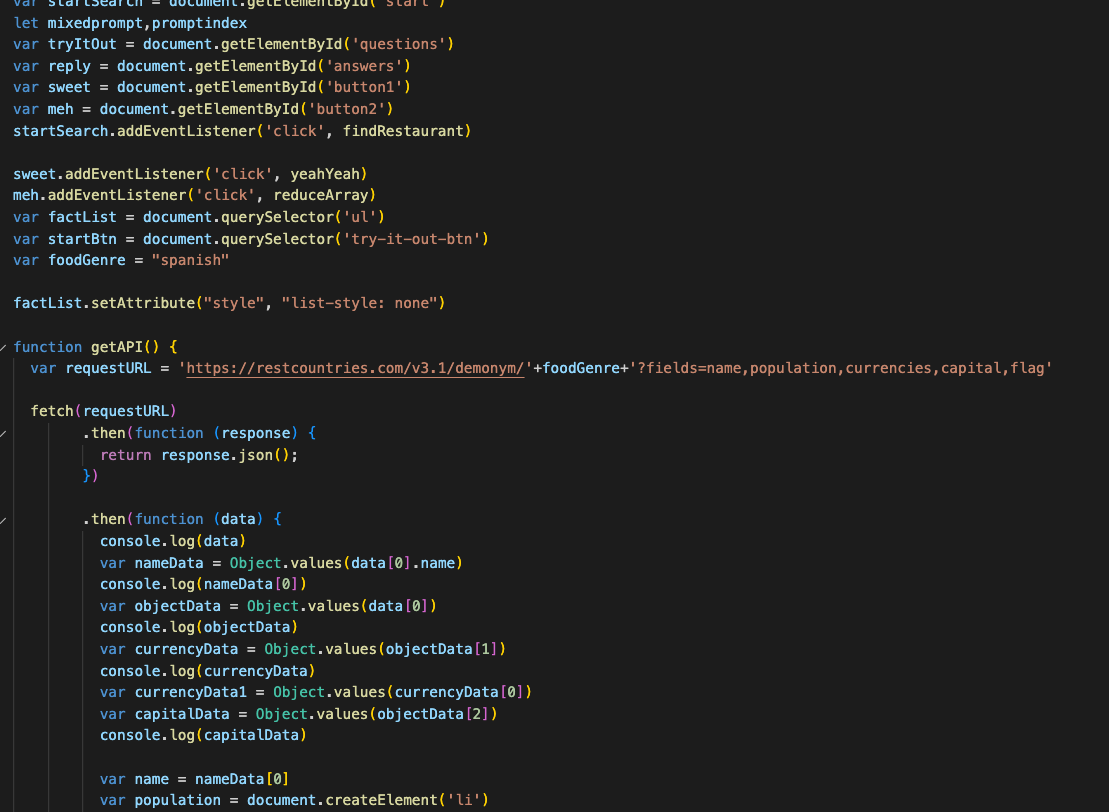 var startSearch = document.getElementById('start')
let mixedprompt,promptindex
var tryItOut = document.getElementById('questions')
var reply = document.getElementById('answers')
var sweet = document.getElementById('button1')
var meh = document.getElementById('button2')
startSearch.addEventListener('click', findRestaurant)
sweet.addEventListener('click', yeahYeah)
meh.addEventListener('click', reduceArray)
var factList = document.querySelector('ul')
var startBtn = document.querySelector('try-it-out-btn')
var foodGenre = "spanish"
factList.setAttribute("style", "list-style: none")
function getAPI() {
var requestURL = 'https://restcountries.com/v3.1/demonym/'+foodGenre+'?fields=name,population,currencies,capital,flag'
fetch(requestURL)
.then(function (response) {
return response.json();
})
.then(function (data) {
console.log(data)
var nameData = Object.values(data[0].name)
console.log(nameData[0])
var objectData = Object.values(data[0])
console.log(objectData)
var currencyData = Object.values(objectData[1])
console.log(currencyData)
var currencyData1 = Object.values(currencyData[0])
var capitalData = Object.values(objectData[2])
console.log(capitalData)
var name = nameData[0]
var population = document.createElement('li')